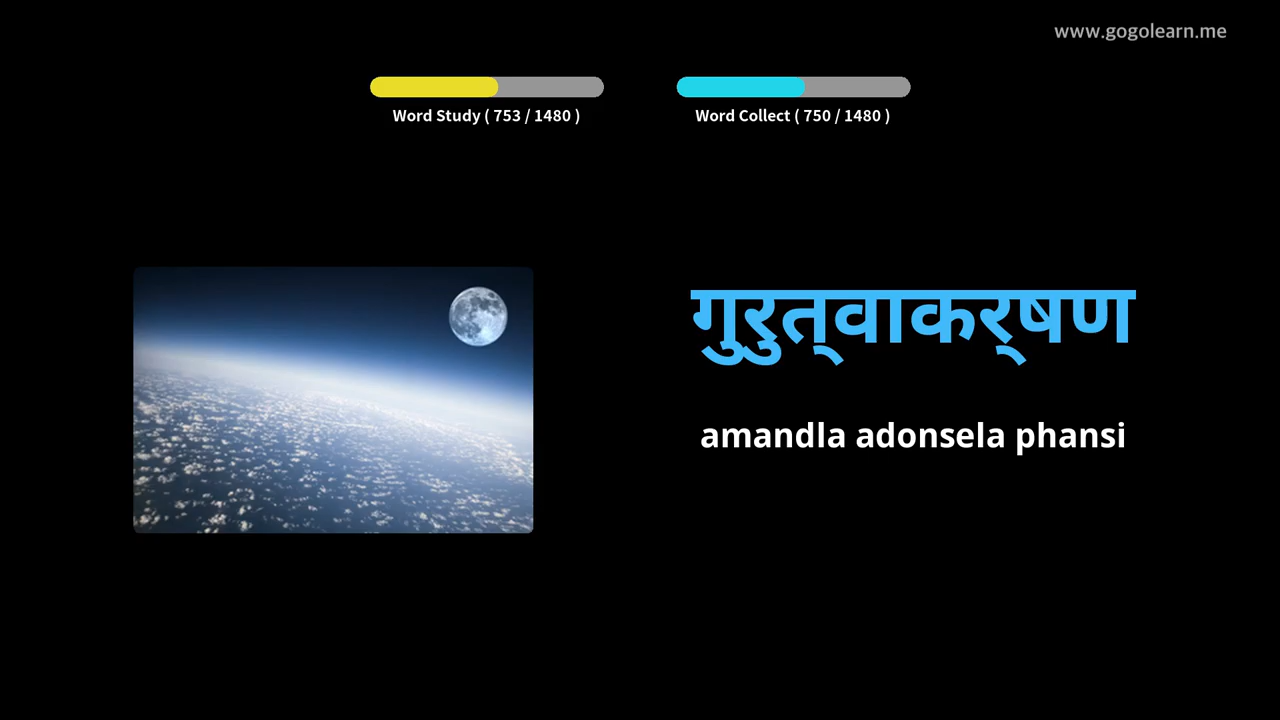 www.gogolearn.me
Word Study ( 753 / 1480 )
Word Collect ( 750 / 1480 )
गुरुत्‌वाकर्‌षण
amandla adonsela phansi